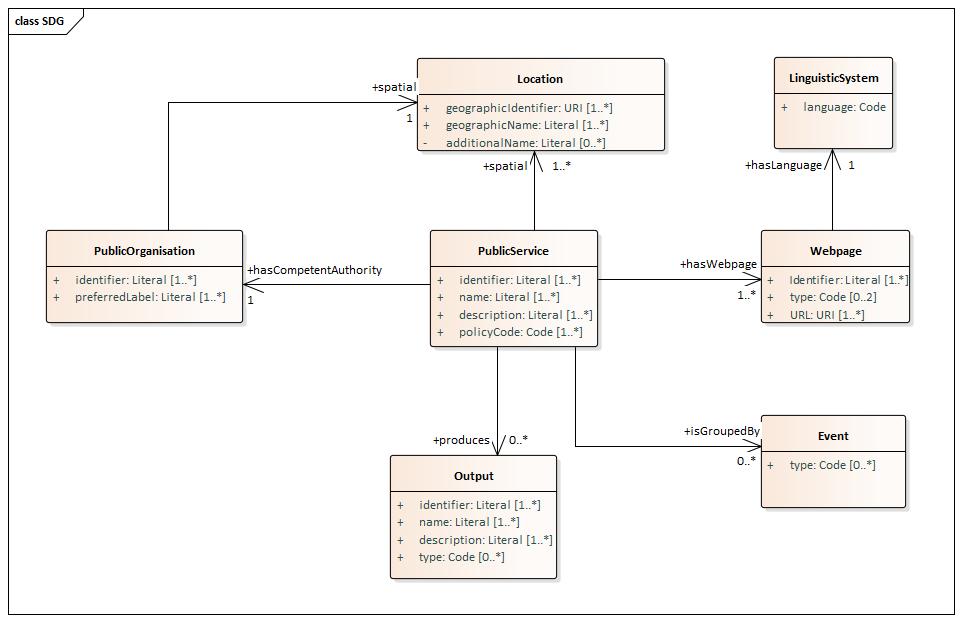 class SDG
Location
+ geographicIdentifier: URI [1..*]
+ geographicName: Literal [1..*]
- additionalName: Literal [0..*]
LinguisticSystem
+ language: Code
+spatial
1
+spatial 1..*
+hasLanguage 1
PublicOrganisation
+ identifier: Literal [1..*]
+ preferredLabel: Literal [1..*]
+hasCompetentAuthority
1
PublicService
+ identifier: Literal [1..*]
+ name: Literal [1..*]
+ description: Literal [1..*]
+ policyCode: Code [1..*]
+hasWebpage
1..*
Webpage
+ Identifier: Literal [1..*]
+ type: Code [0..2]
+ URL: URI [1..*]
+produces 0..*
+isGroupedBy
0..*
Event
+ type: Code [0..*]
Output
+ identifier: Literal [1..*]
+ name: Literal [1..*]
+ description: Literal [1..*]
+ type: Code [0..*]